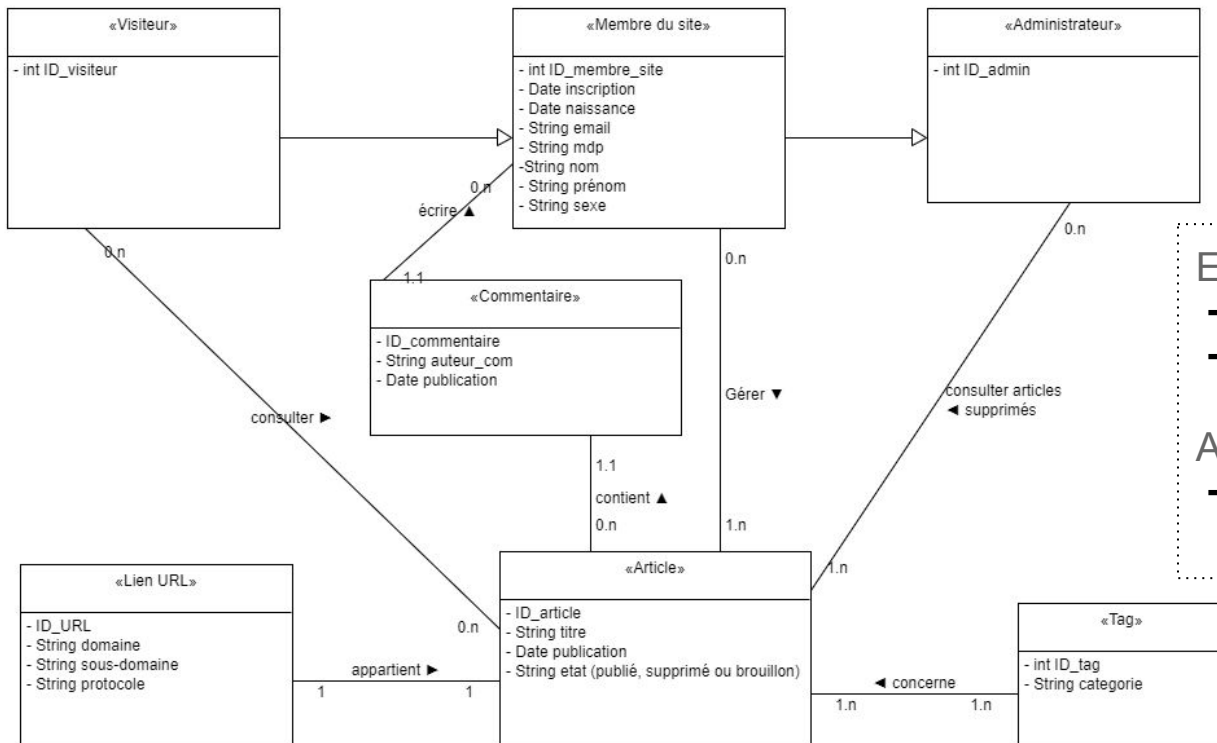 «Visiteur»
- int ID_visiteur
«Membre du site»
- int ID_membre_site
- Date inscription
- Date naissance
- String email
- String mdp
-String nom
- String prénom
- String sexe
«Administrateur»
- int ID_admin
0.n
écrire ▲
1.1
0.n
0.n
0.n
«Commentaire»
- ID_commentaire
- String auteur_com
- Date publication
consulter ►
Gérer ▼
consulter articles
◄ supprimés
E
-
-
A
-
1.1
contient ▲
0.n
1.n
1.n
0.n
«Lien URL»
- ID_URL
- String domaine
- String sous-domaine
- String protocole
appartient ►
1
1
«Article»
- ID_article
- String titre
- Date publication
- String etat (publié, supprimé ou brouillon)
◄ concerne
1.n
1.n
«Tag»
- int ID_tag
- String categorie